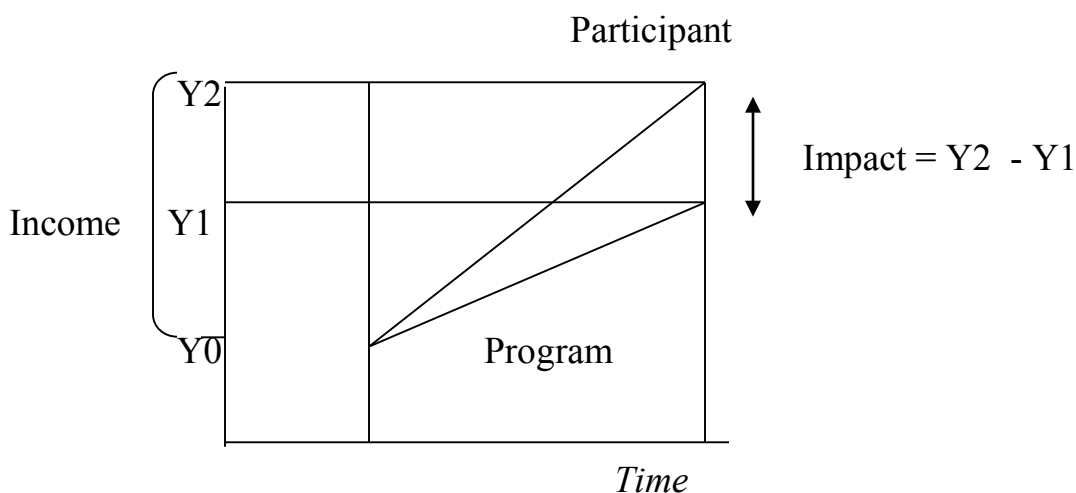 Participant
Y2
Impact = Y2 - Y1
Income
Y1
Y0
Program
Time